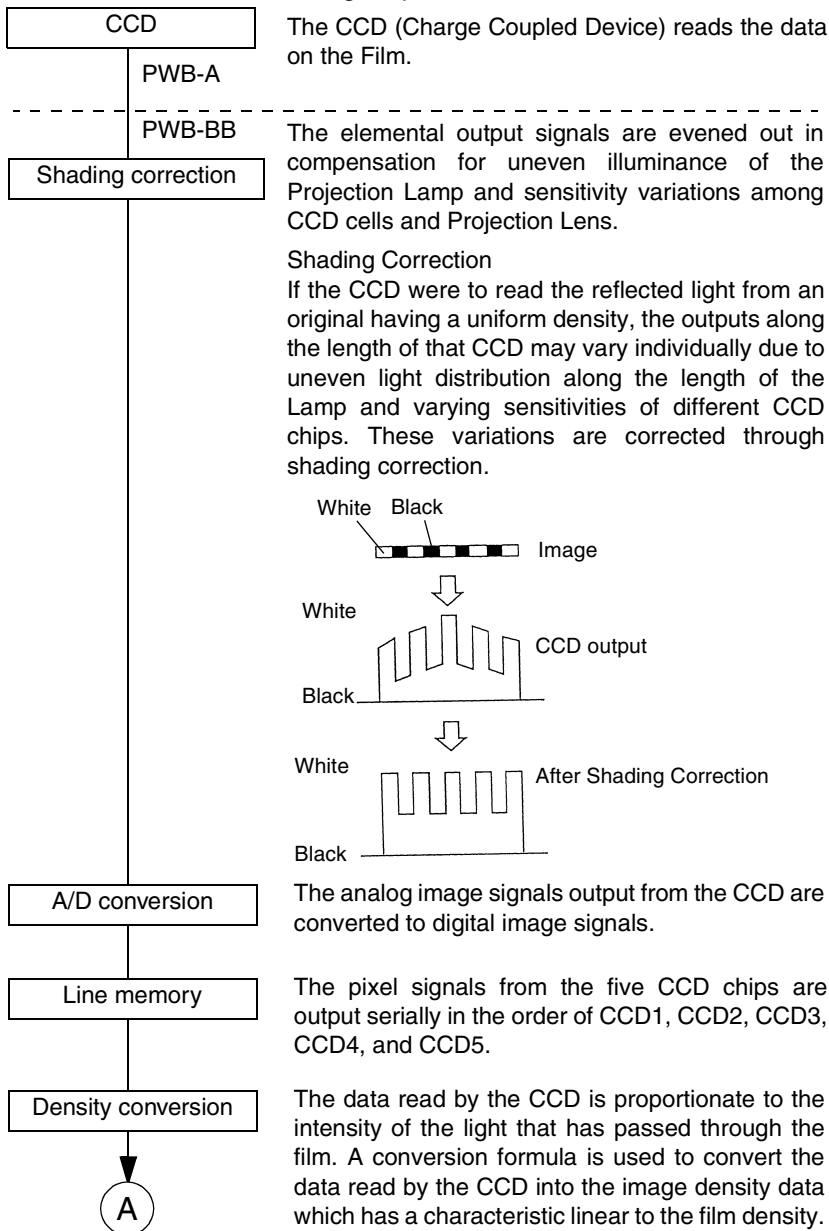 CCD
The CCD (Charge Coupled Device) reads the data
on the Film.
PWB-A
PWB-BB
The elemental output signals are evened out in
compensation for uneven illuminance of the
Projection Lamp and sensitivity variations among
CCD cells and Projection Lens.
Shading correction
Shading Correction
If the CCD were to read the reflected light from an
original having a uniform density, the outputs along
the length of that CCD may vary individually due to
uneven light distribution along the length of the
Lamp and varying sensitivities of different CCD
chips. These variations are corrected through
shading correction.
White Black
Image
White
CCD output
Black
White
After Shading Correction
Black
A/D conversion
The analog image signals output from the CCD are
converted to digital image signals.
Line memory
The pixel signals from the five CCD chips are
output serially in the order of CCD1, CCD2, CCD3,
CCD4, and CCD5.
Density conversion
The data read by the CCD is proportionate to the
intensity of the light that has passed through the
film. A conversion formula is used to convert the
data read by the CCD into the image density data
which has a characteristic linear to the film density.
A